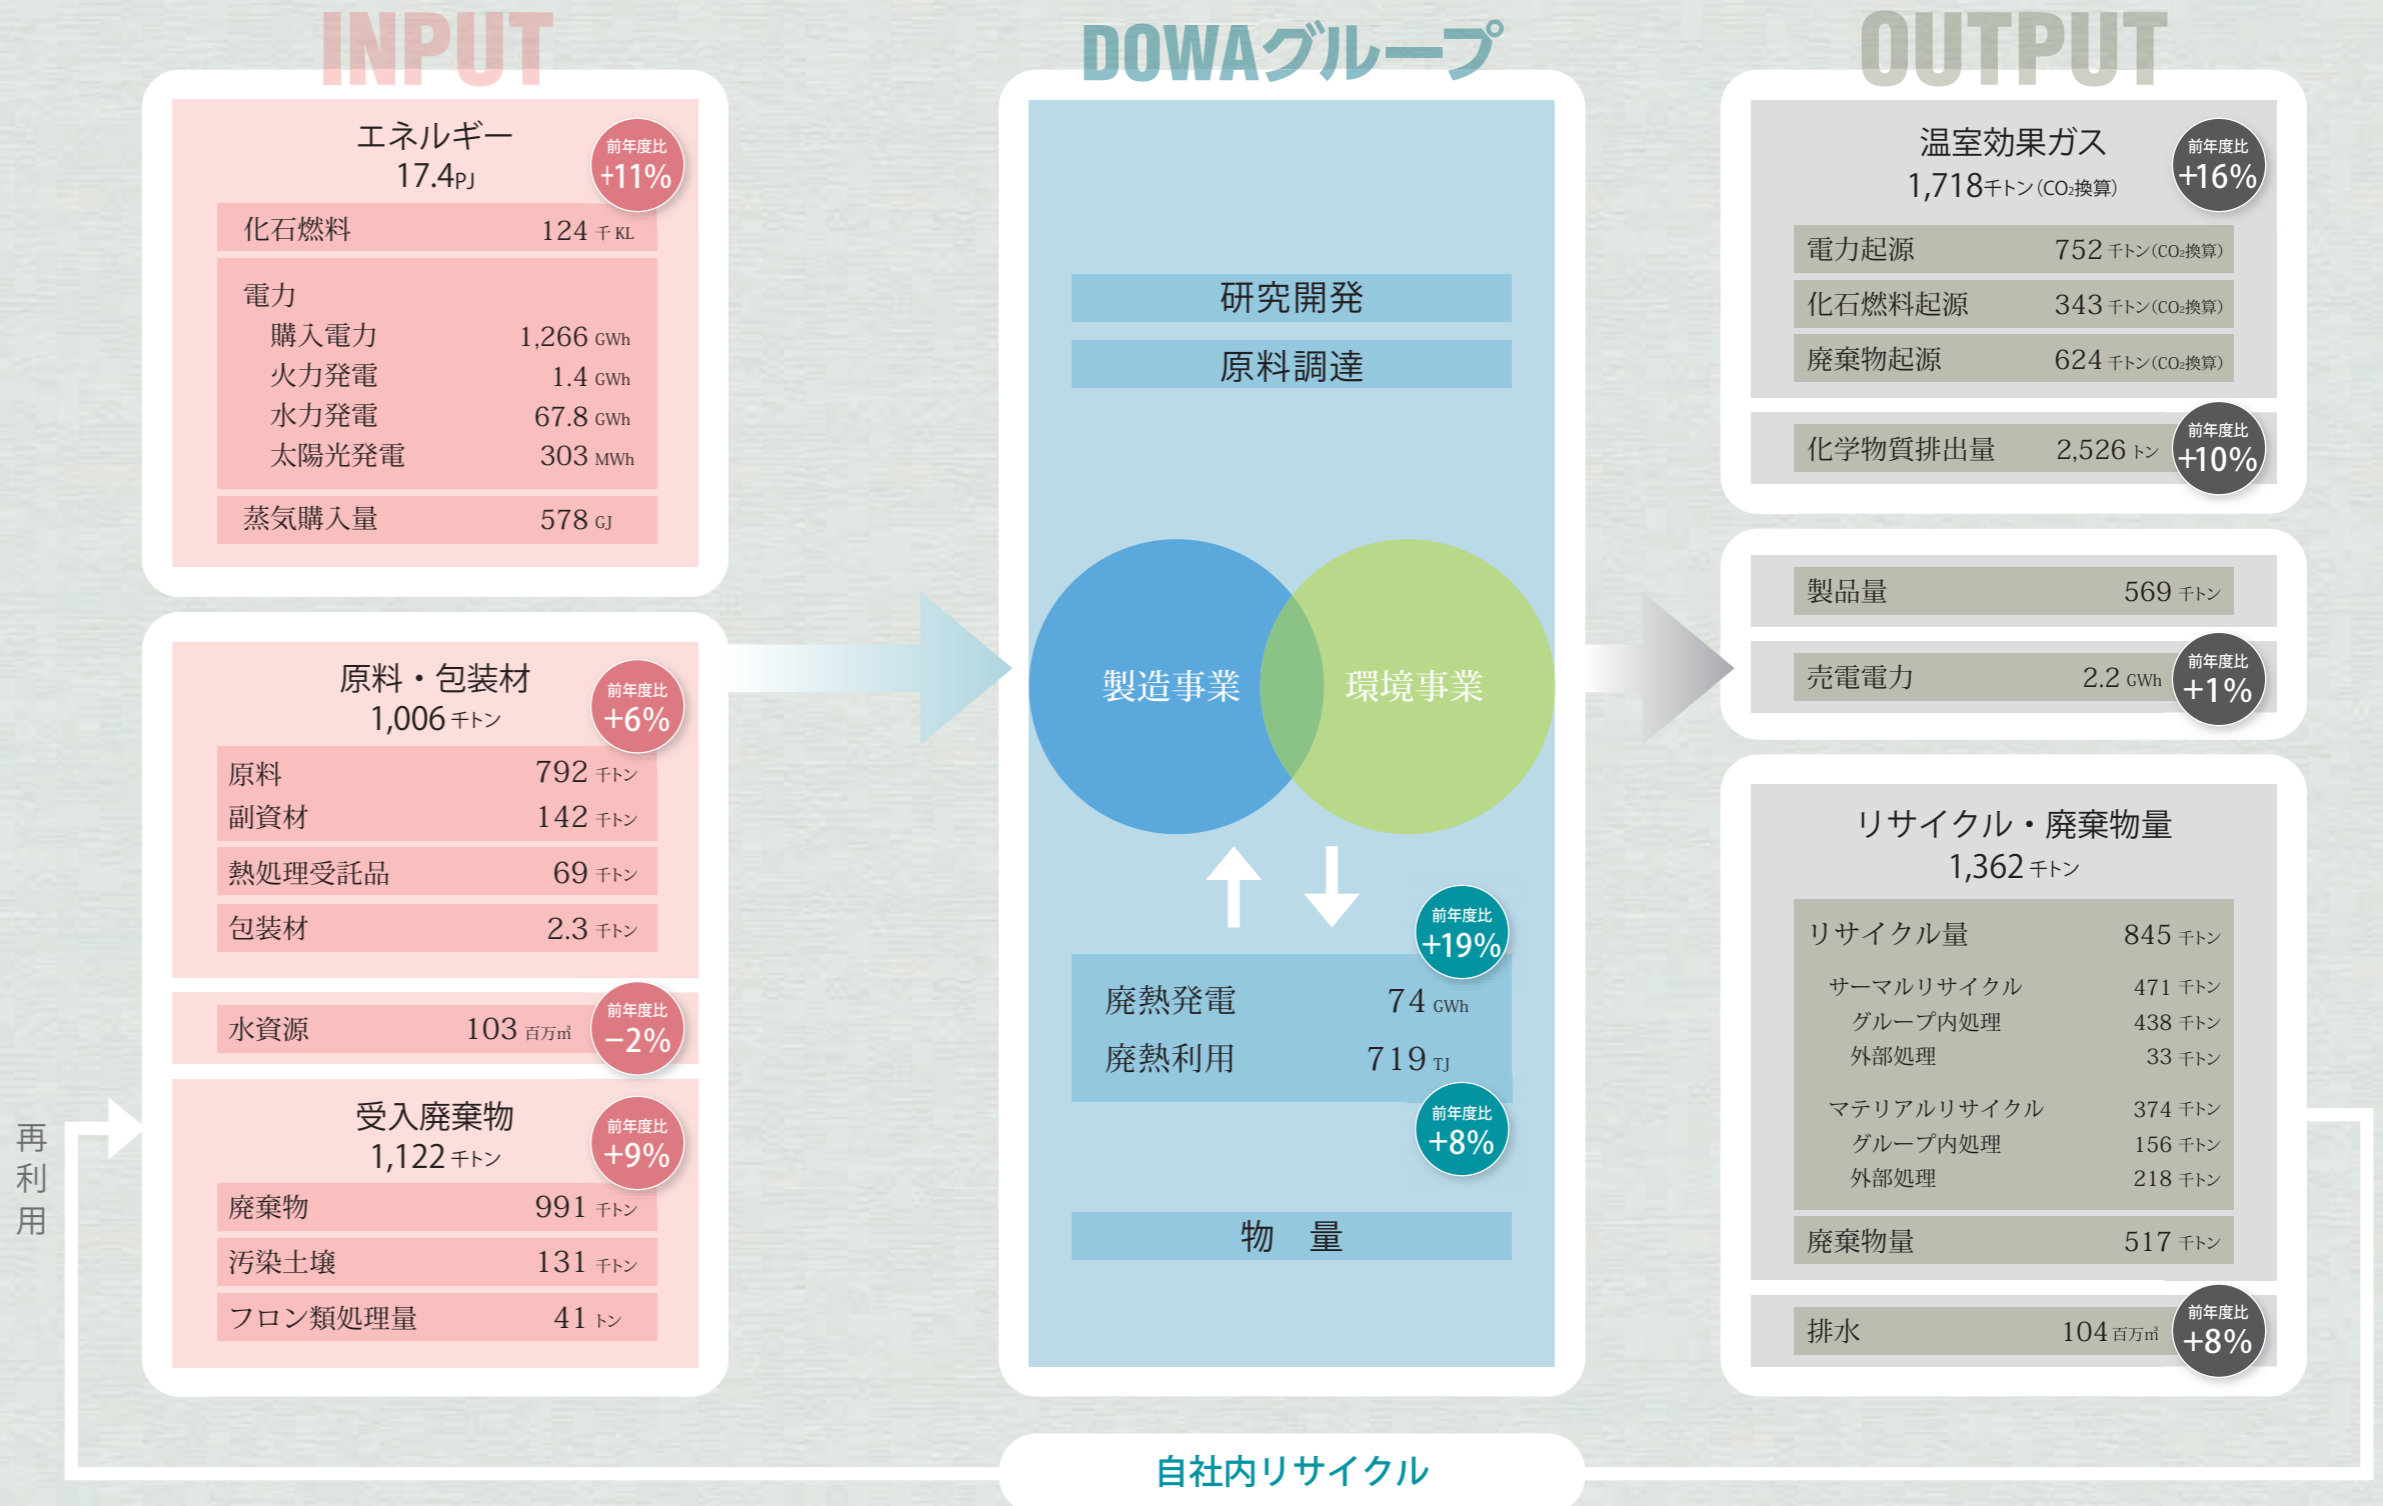 INPUT
エネルギー
17.4PJ
前年度比
+11%
化石燃料 124 千KL
電力
購入電力 1,266 GWh
火力発電 1.4 GWh
水力発電 67.8 GWh
太陽光発電 303 MWh
蒸気購入量 578 GJ
原料・包装材
1,006 千トン
前年度比
+6%
原料 792 千トン
副資材 142 千トン
熱処理受託品 69 千トン
包装材 2.3 千トン
水資源 103 百万㎥
前年度比
−2%
受入廃棄物
1,122 千トン
前年度比
+9%
廃棄物 991 千トン
汚染土壌 131 千トン
フロン類処理量 41 トン
再利用
DOWAグループ
研究開発
原料調達
製造事業
環境事業
前年度比
+19%
廃熱発電 74 GWh
廃熱利用 719 TJ
前年度比
+8%
物 量
自社内リサイクル
OUTPUT
温室効果ガス
1,718千トン（CO₂換算）
前年度比
+16%
電力起源 752 千トン（CO₂換算）
化石燃料起源 343 千トン（CO₂換算）
廃棄物起源 624 千トン（CO₂換算）
化学物質排出量 2,526 トン
前年度比
+10%
製品量 569 千トン
売電電力 2.2 GWh
前年度比
+1%
リサイクル・廃棄物量
1,362 千トン
リサイクル量 845 千トン
サーマルリサイクル 471 千トン
グループ内処理 438 千トン
外部処理 33 千トン
マテリアルリサイクル 374 千トン
グループ内処理 156 千トン
外部処理 218 千トン
廃棄物量 517 千トン
排水 104 百万㎥
前年度比
+8%